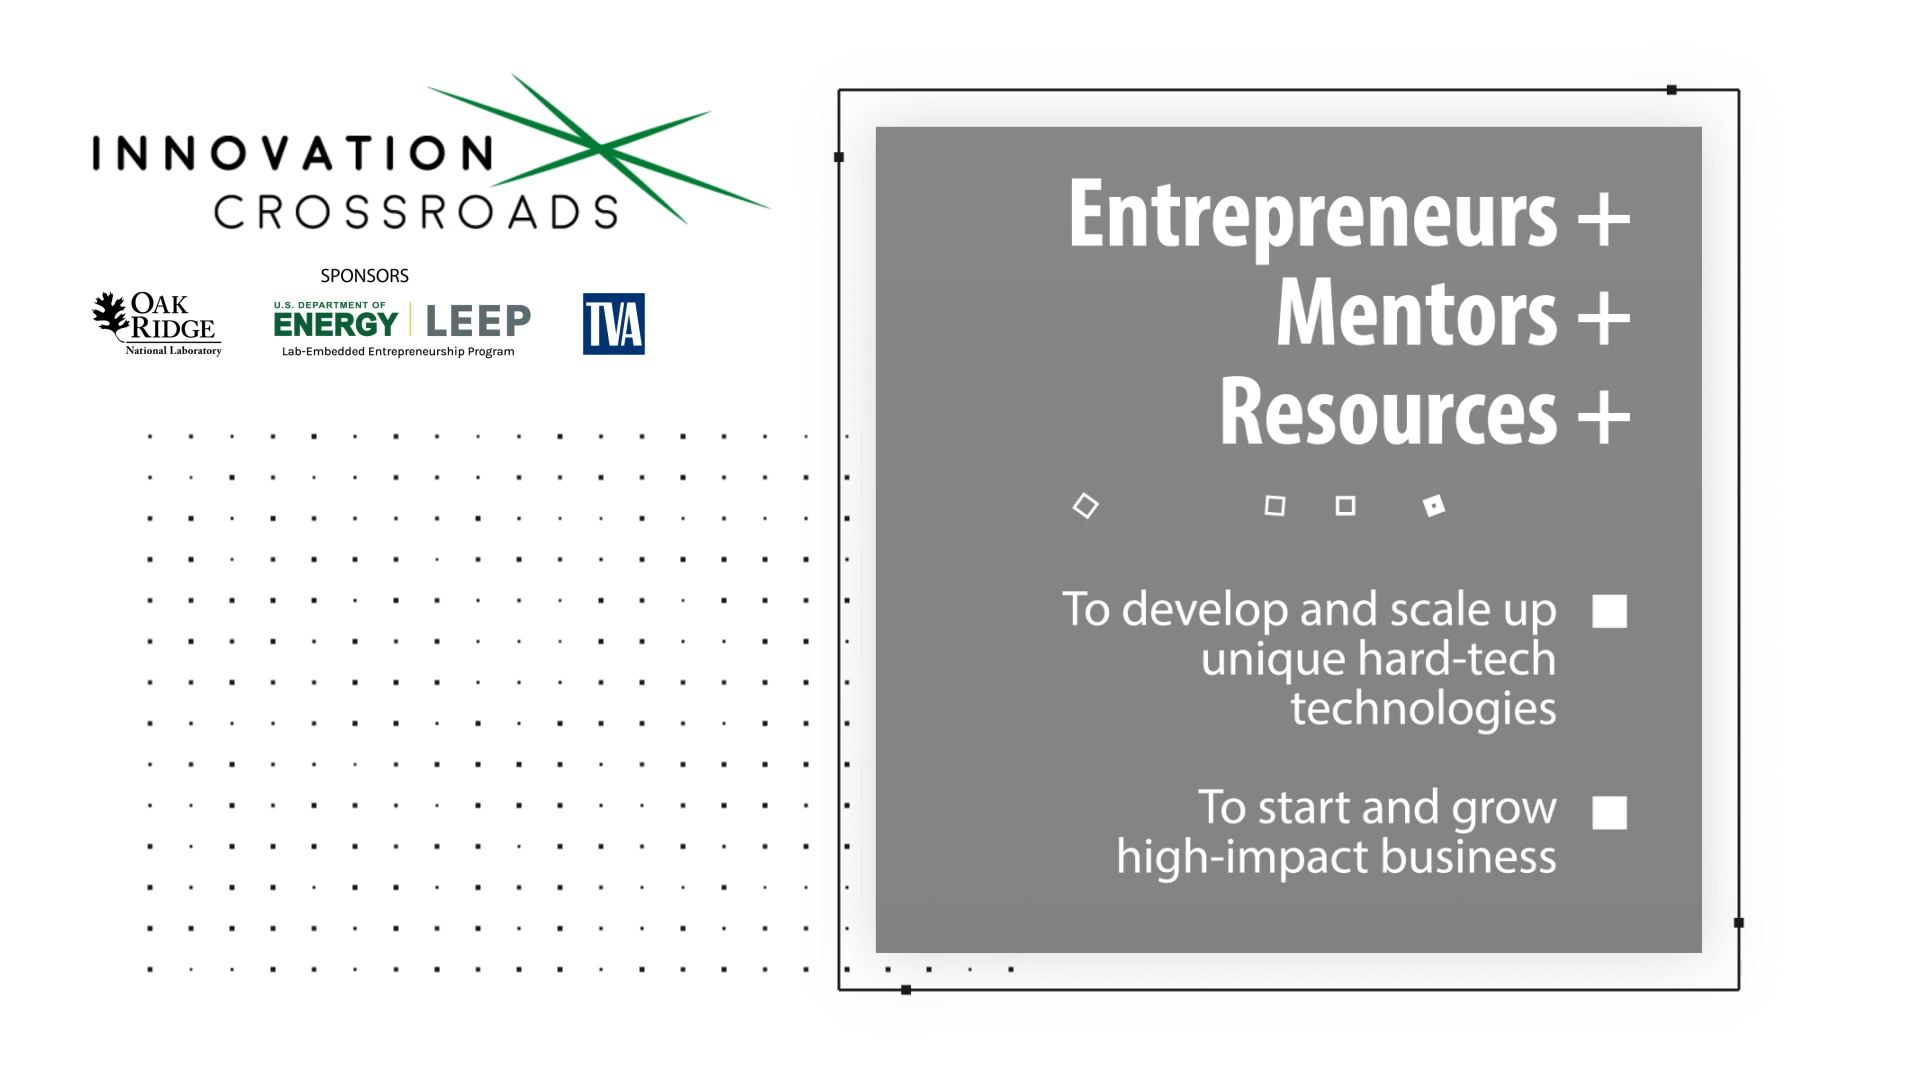 INNOVATION
CROSSROADS
SPONSORS
OAK
RIDGE
National Laboratory
U.S. DEPARTMENT OF
ENERGY
LEEP
Lab-Embedded Entrepreneurship Program
TVA
Entrepreneurs +
Mentors +
Resources +
To develop and scale up
unique hard-tech
technologies
To start and grow
high-impact business